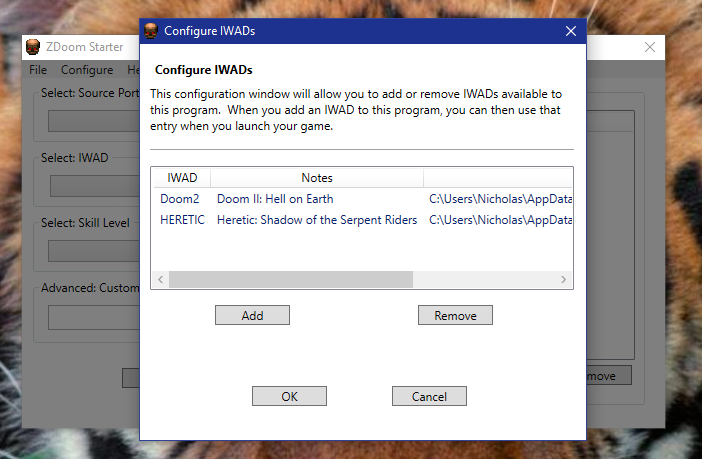 Configure IWADs
ZDoom Starter
File Configure He
Select: Source Port
Select: IWAD
Select: Skill Level
Advanced: Custom
move
Configure IWADs
This configuration window will allow you to add or remove IWADs available to
this program. When you add an IWAD to this program, you can then use that
entry when you launch your game.
IWAD Notes
Doom2 Doom II: Hell on Earth C:\Users\Nicholas\AppData
HERETIC Heretic: Shadow of the Serpent Riders C:\Users\Nicholas\AppData
Add Remove
OK Cancel